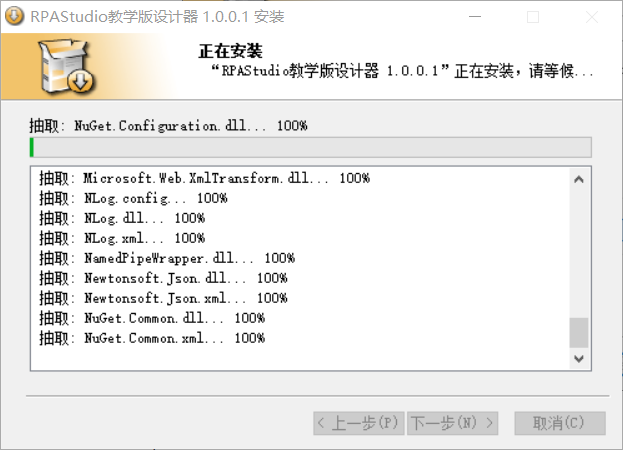 RPAStudio教学版设计器 1.0.0.1 安装
正在安装
“RPAStudio教学版设计器 1.0.0.1”正在安装，请等候...
抽取: NuGet.Configuration.dll... 100%
抽取: Microsoft.Web.XmlTransform.dll... 100%
抽取: NLog.config... 100%
抽取: NLog.dll... 100%
抽取: NLog.xml... 100%
抽取: NamedPipeWrapper.dll... 100%
抽取: Newtonsoft.Json.dll... 100%
抽取: Newtonsoft.Json.xml... 100%
抽取: NuGet.Common.dll... 100%
抽取: NuGet.Common.xml... 100%
< 上一步(P) 下一步(N) > 取消(C)